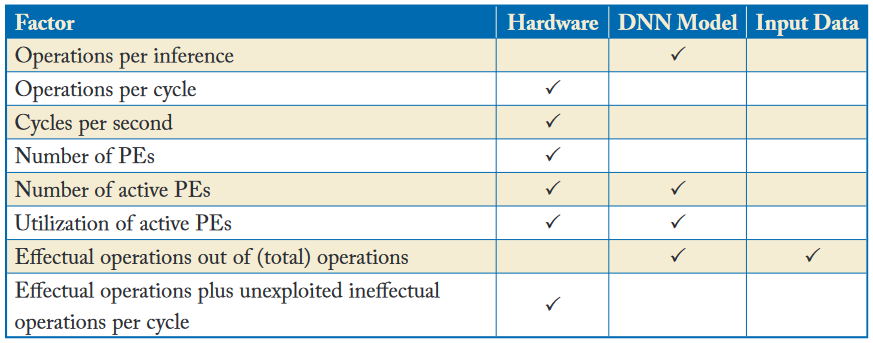 Factor Hardware DNN Model Input Data
Operations per inference ✓
Operations per cycle ✓
Cycles per second ✓
Number of PEs ✓
Number of active PEs ✓ ✓
Utilization of active PEs ✓ ✓
Effectual operations out of (total) operations ✓ ✓
Effectual operations plus unexploited ineffectual
operations per cycle ✓